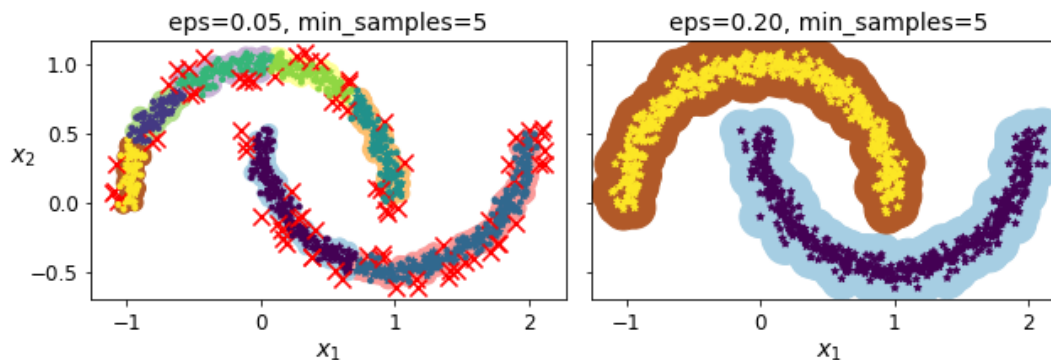 eps=0.05, min_samples=5
eps=0.20, min_samples=5
1.0
0.5
0.0
−0.5
x₂
−1
0
1
2
−1
0
1
2
x₁
x₁